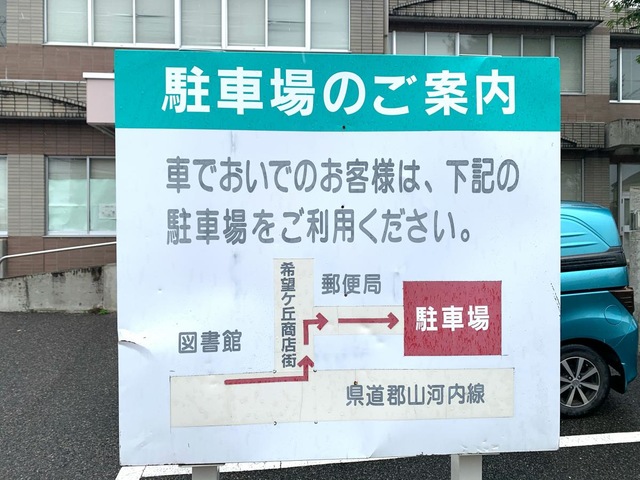 駐車場のご案内
車でおいでのお客様は、下記の
駐車場をご利用ください。
希望ケ丘商店街
郵便局
駐車場
図書館
県道郡山河内線